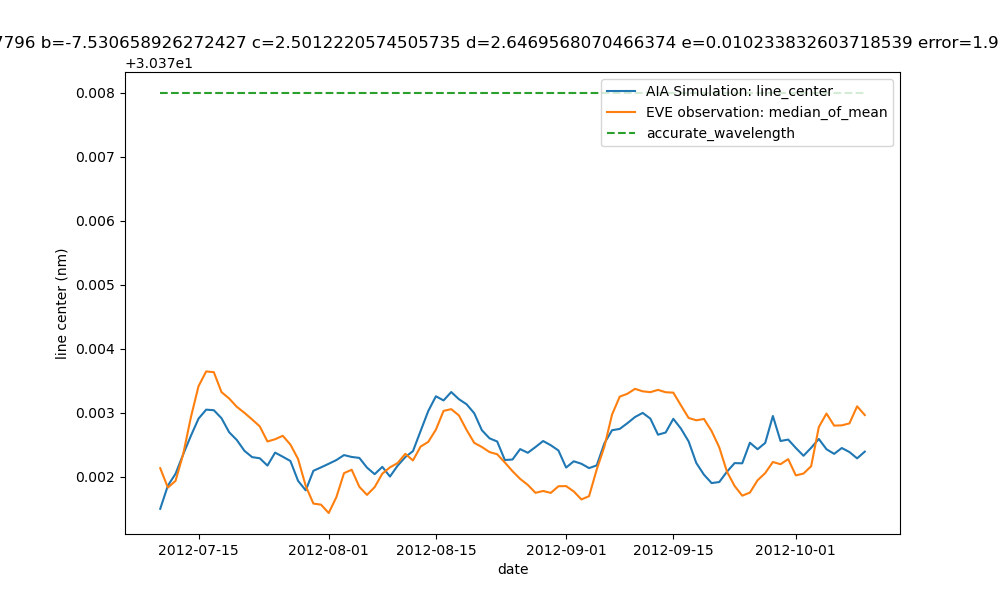 7796 b=-7.530658926272427 c=2.5012220574505735 d=2.6469568070466374 e=0.010233832603718539 error=1.9
+3.037e1
0.008
0.007
0.006
0.005
0.004
0.003
0.002
line center (nm)
AIA Simulation: line_center
EVE observation: median_of_mean
accurate_wavelength
2012-07-15
2012-08-01
2012-08-15
2012-09-01
2012-09-15
2012-10-01
date